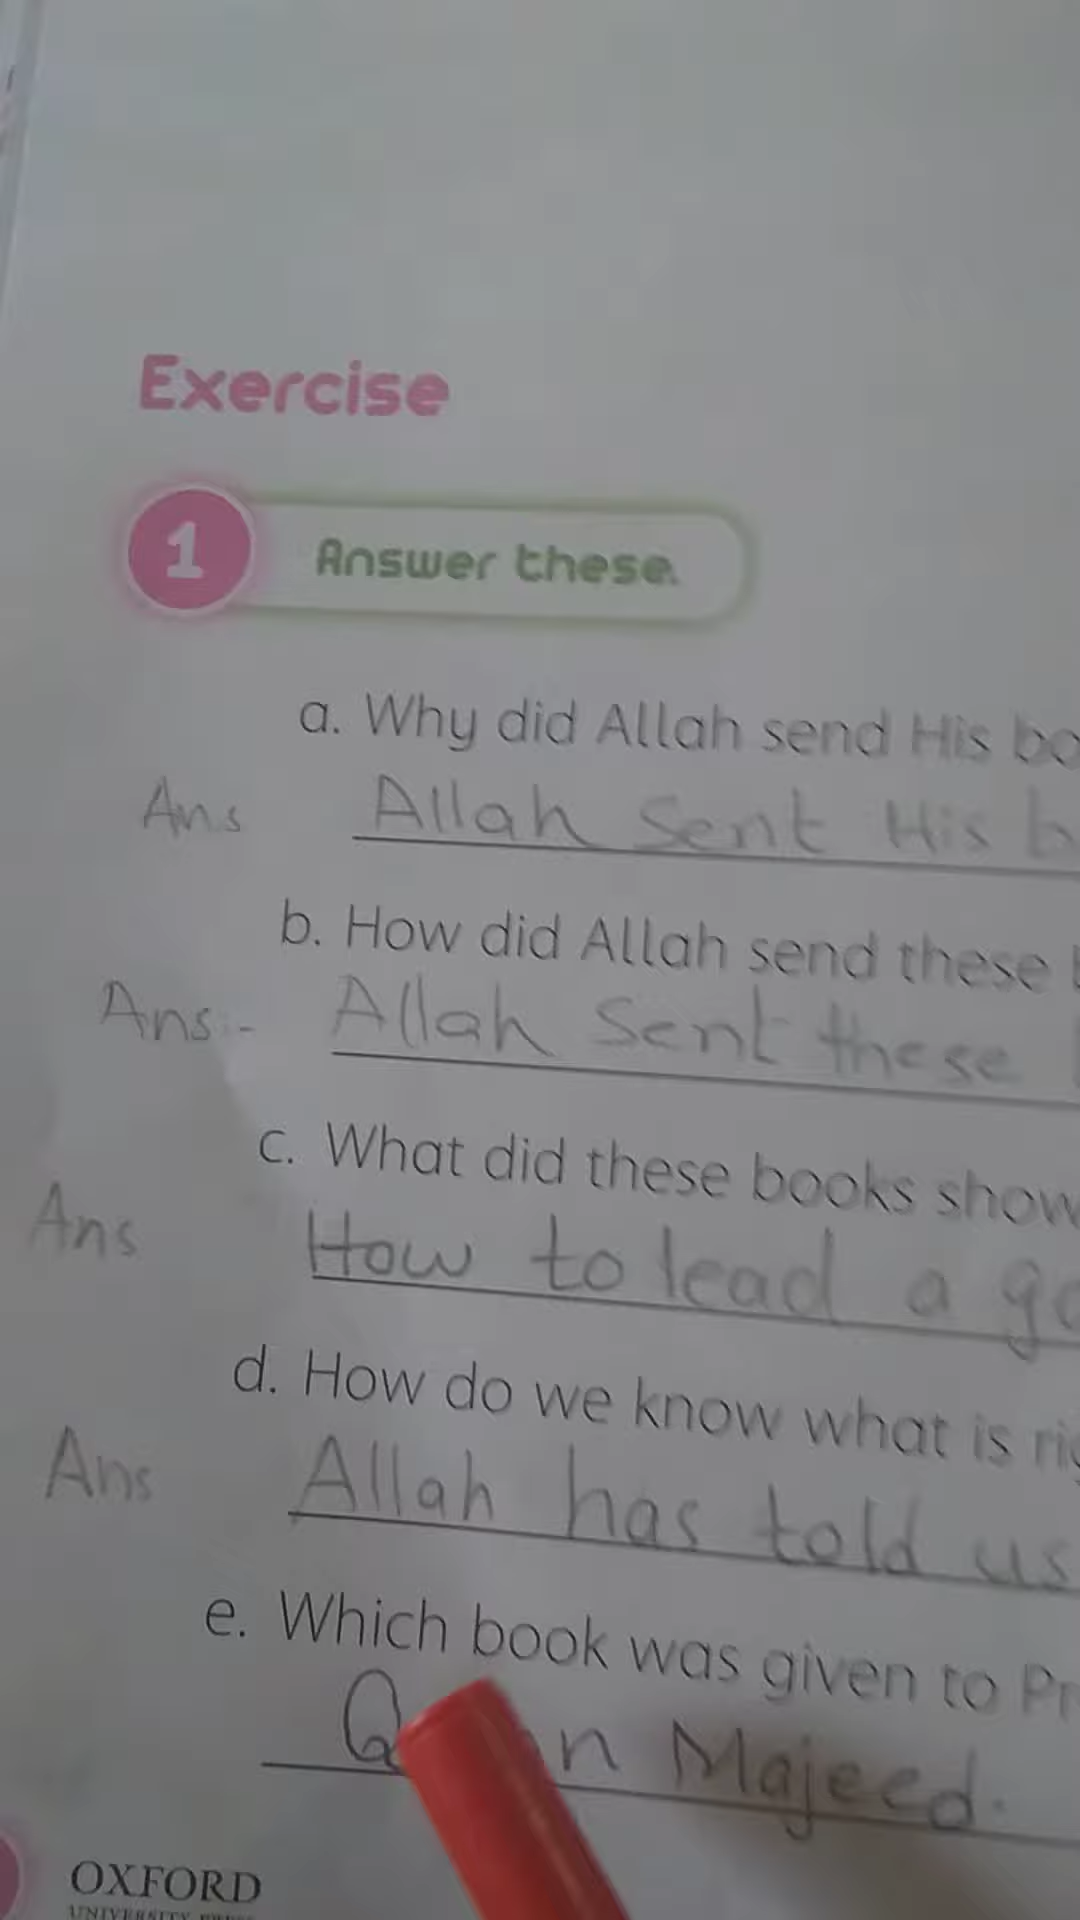 Exercise
1 Answer these.
a. Why did Allah send His
Ans Allah Sent His
b. How did Allah send these
Ans:- Allah Sent these
c. What did these books show
Ans How to lead a
d. How do we know what is
Ans Allah has told us
e. Which book was given to
Majeed.
OXFORD
UNIVERSITY